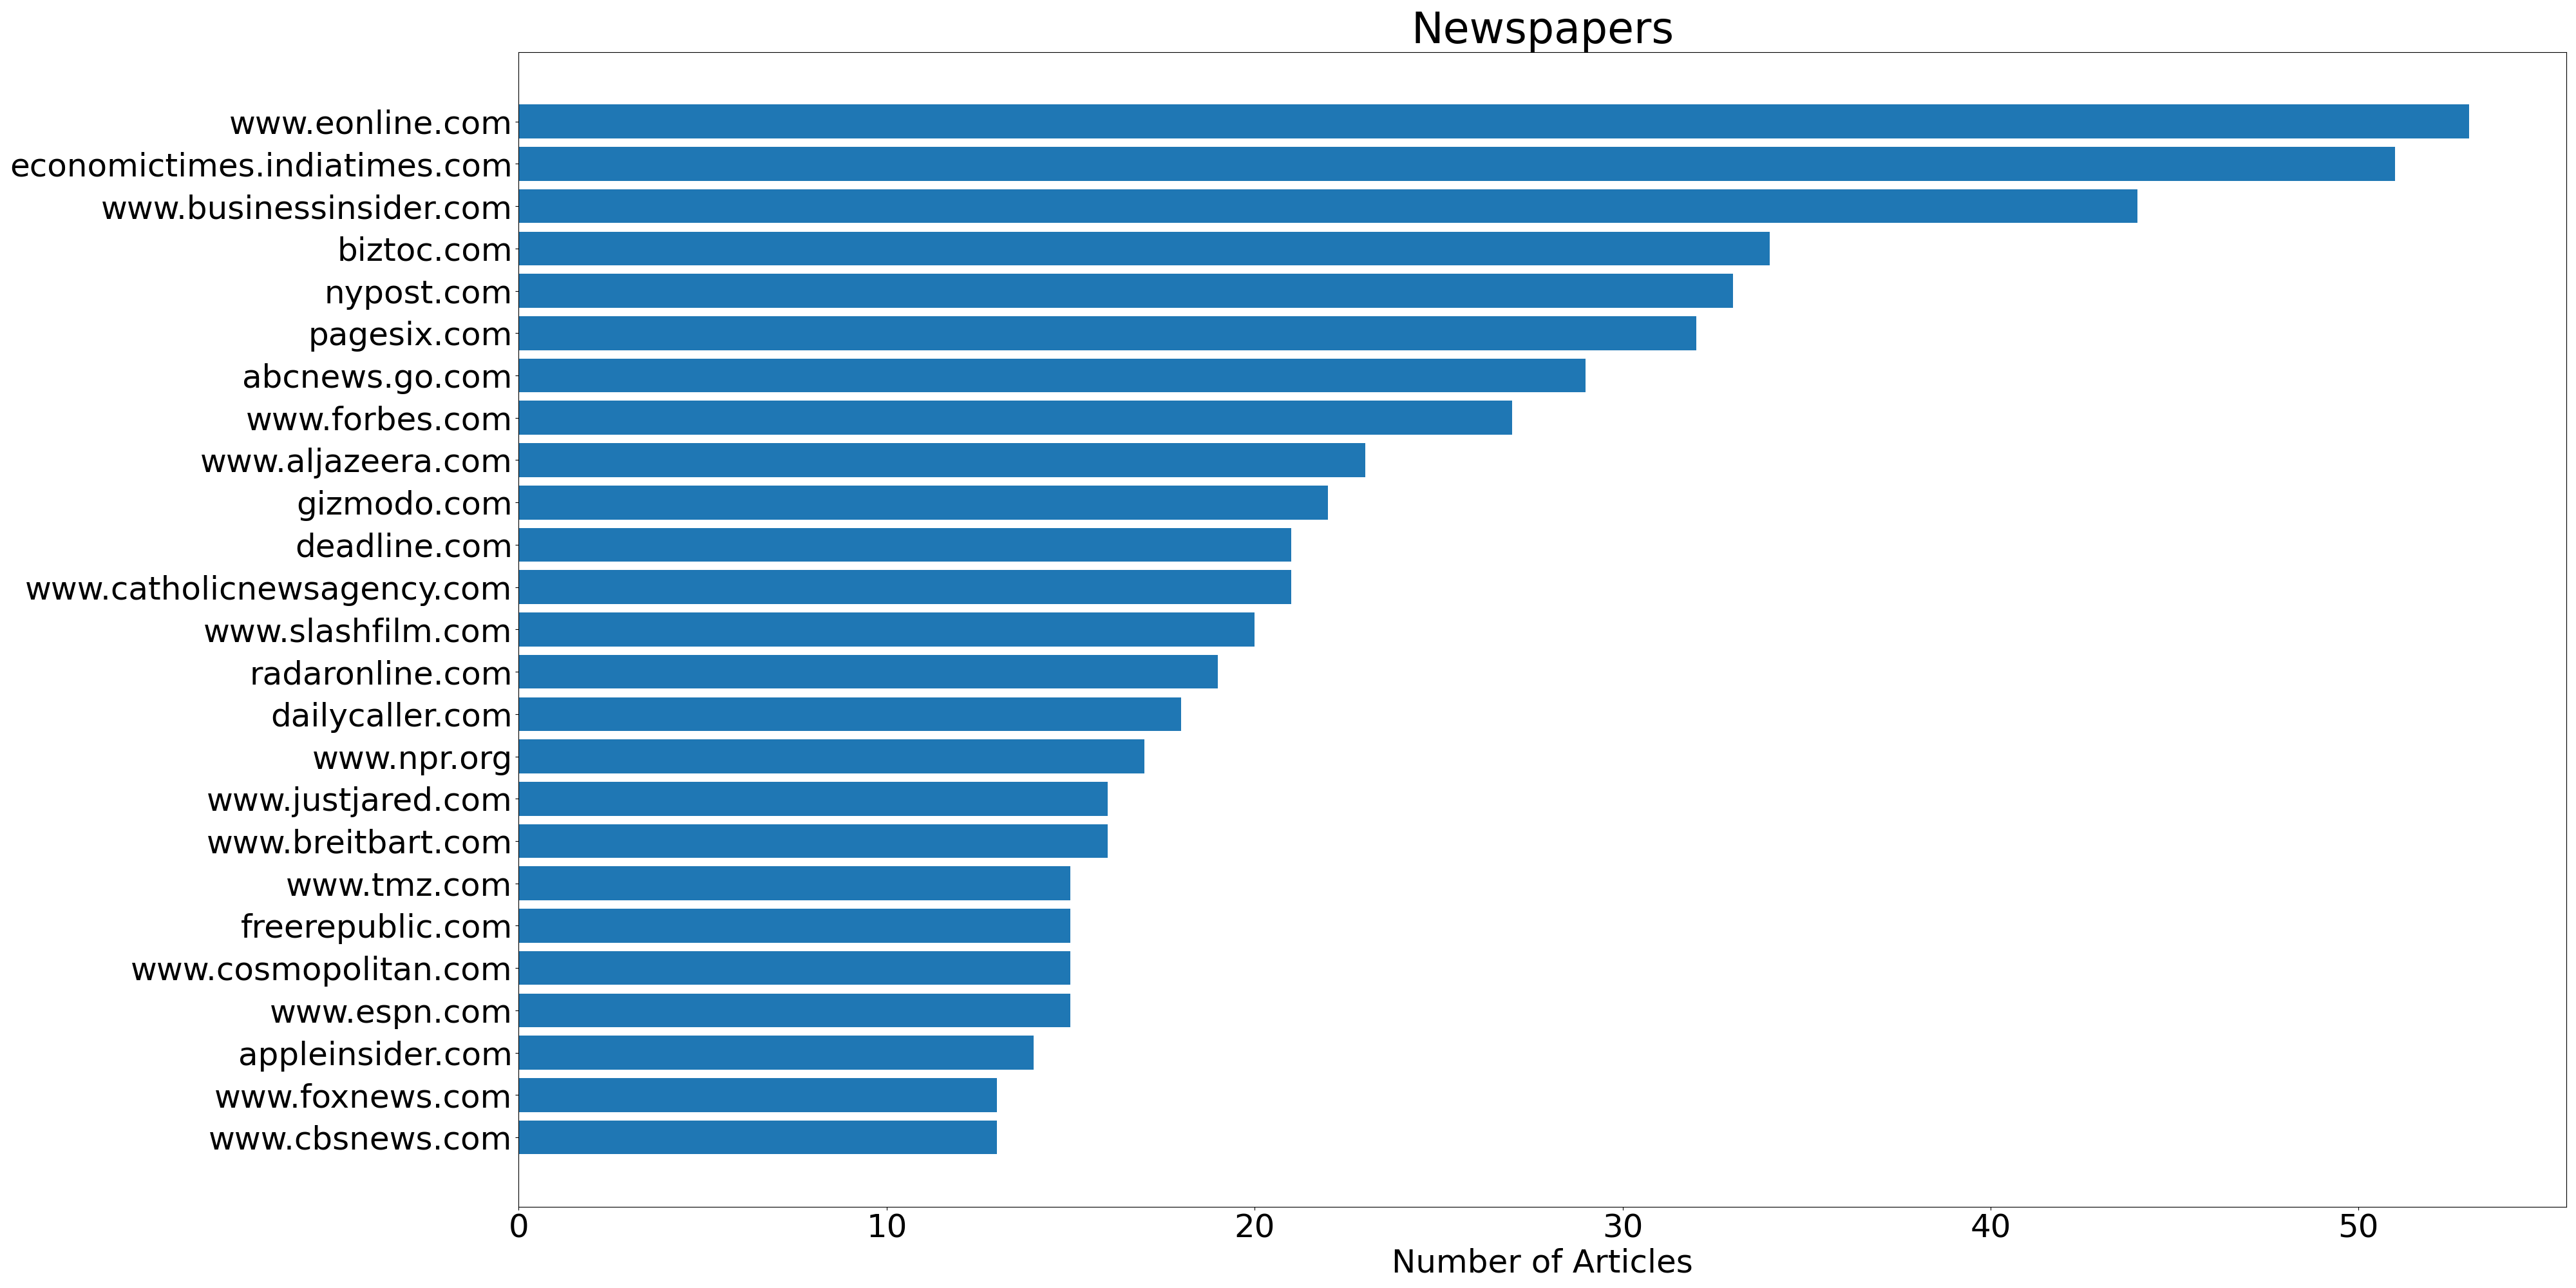 Newspapers
www.eonline.com
economictimes.indiatimes.com
www.businessinsider.com
biztoc.com
nypost.com
pagesix.com
abcnews.go.com
www.forbes.com
www.aljazeera.com
gizmodo.com
deadline.com
www.catholicnewsagency.com
www.slashfilm.com
radaronline.com
dailycaller.com
www.npr.org
www.justjared.com
www.breitbart.com
www.tmz.com
freerepublic.com
www.cosmopolitan.com
www.espn.com
appleinsider.com
www.foxnews.com
www.cbsnews.com
0 10 20 30 40 50
Number of Articles